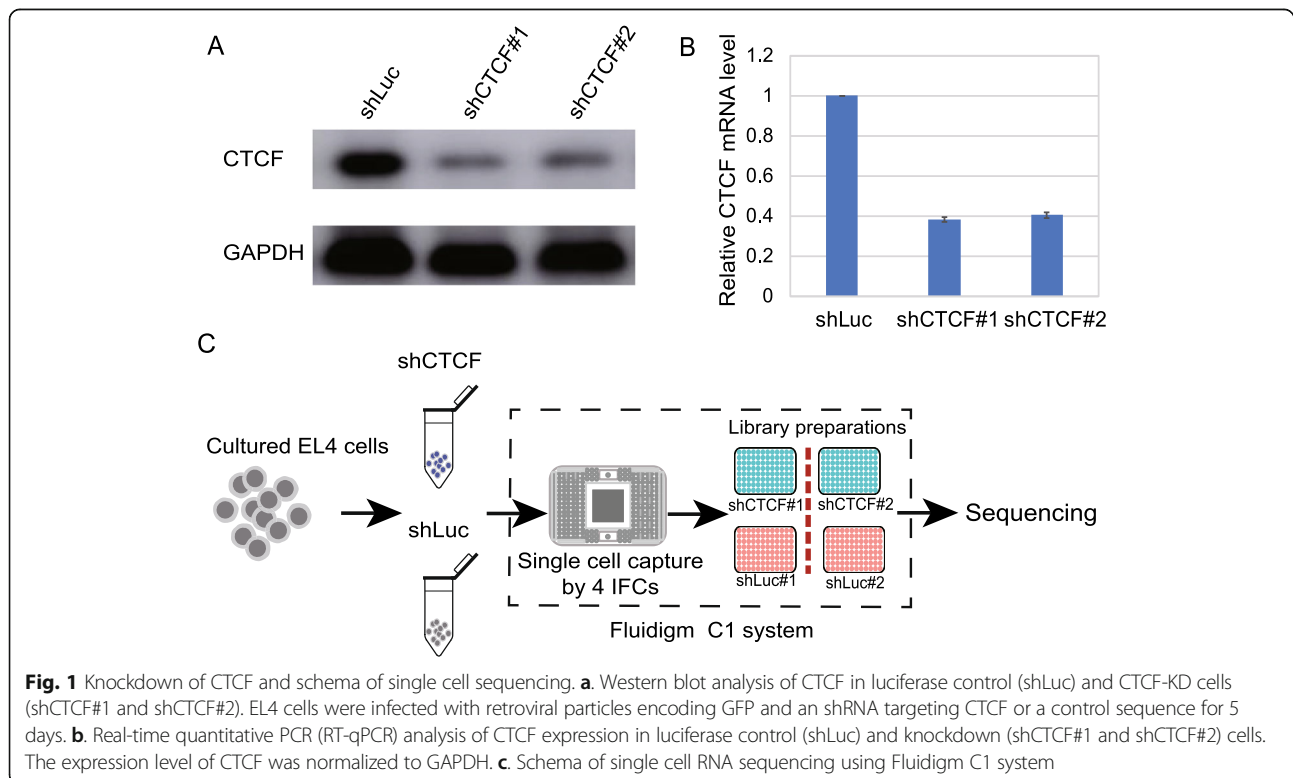 A
shLuc
shCTCF#1
shCTCF#2
CTCF
GAPDH
B
Relative CTCF mRNA level
1.2
1
0.8
0.6
0.4
0.2
0
shLuc shCTCF#1 shCTCF#2
C
shCTCF
Cultured EL4 cells
shLuc
Library preparations
shCTCF#1 shCTCF#2
shLuc#1 shLuc#2
Single cell capture
by 4 IFCs
Fluidigm C1 system
Sequencing
Fig. 1 Knockdown of CTCF and schema of single cell sequencing. a. Western blot analysis of CTCF in luciferase control (shLuc) and CTCF-KD cells
(shCTCF#1 and shCTCF#2). EL4 cells were infected with retroviral particles encoding GFP and an shRNA targeting CTCF or a control sequence for 5
days. b. Real-time quantitative PCR (RT-qPCR) analysis of CTCF expression in luciferase control (shLuc) and knockdown (shCTCF#1 and shCTCF#2) cells.
The expression level of CTCF was normalized to GAPDH. c. Schema of single cell RNA sequencing using Fluidigm C1 system